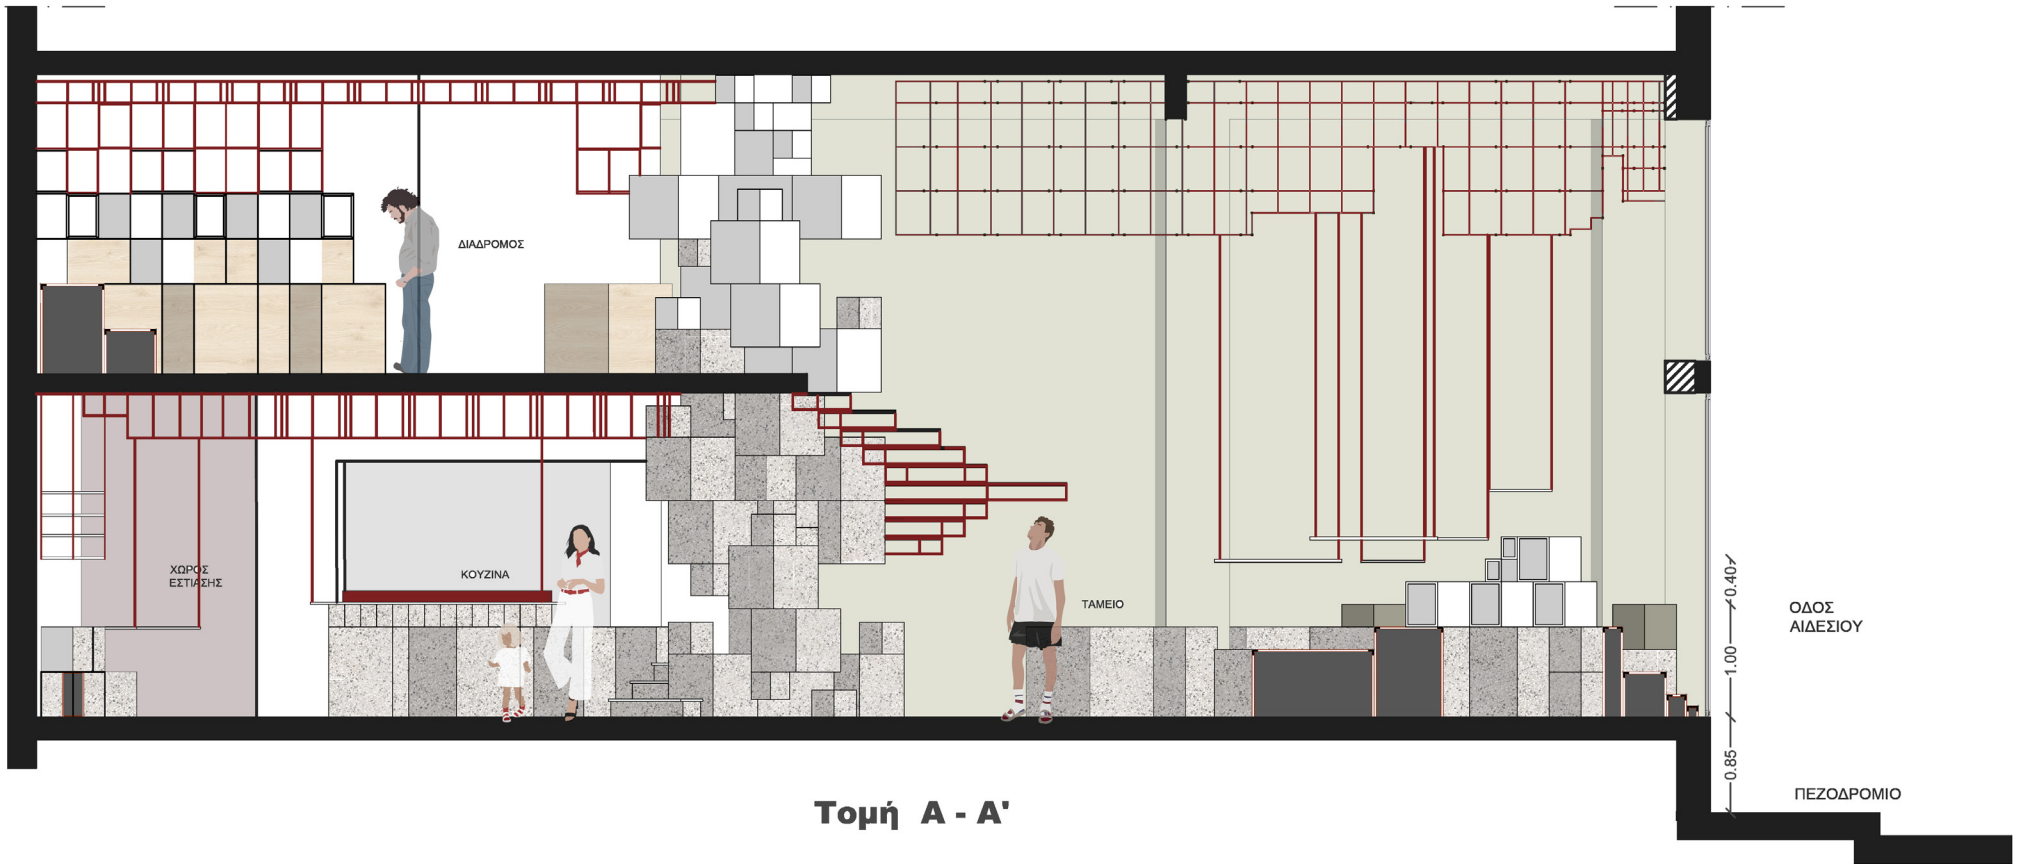 ΔΙΑΔΡΟΜΟΣ
ΧΩΡΟΣ
ΕΣΤΙΑΣΗΣ
ΚΟΥΖΙΝΑ
ΤΑΜΕΙΟ
0.40
1.00
0.85
ΟΔΟΣ
ΑΙΔΕΣΙΟΥ
ΠΕΖΟΔΡΟΜΙΟ
Τομή Α - Α'